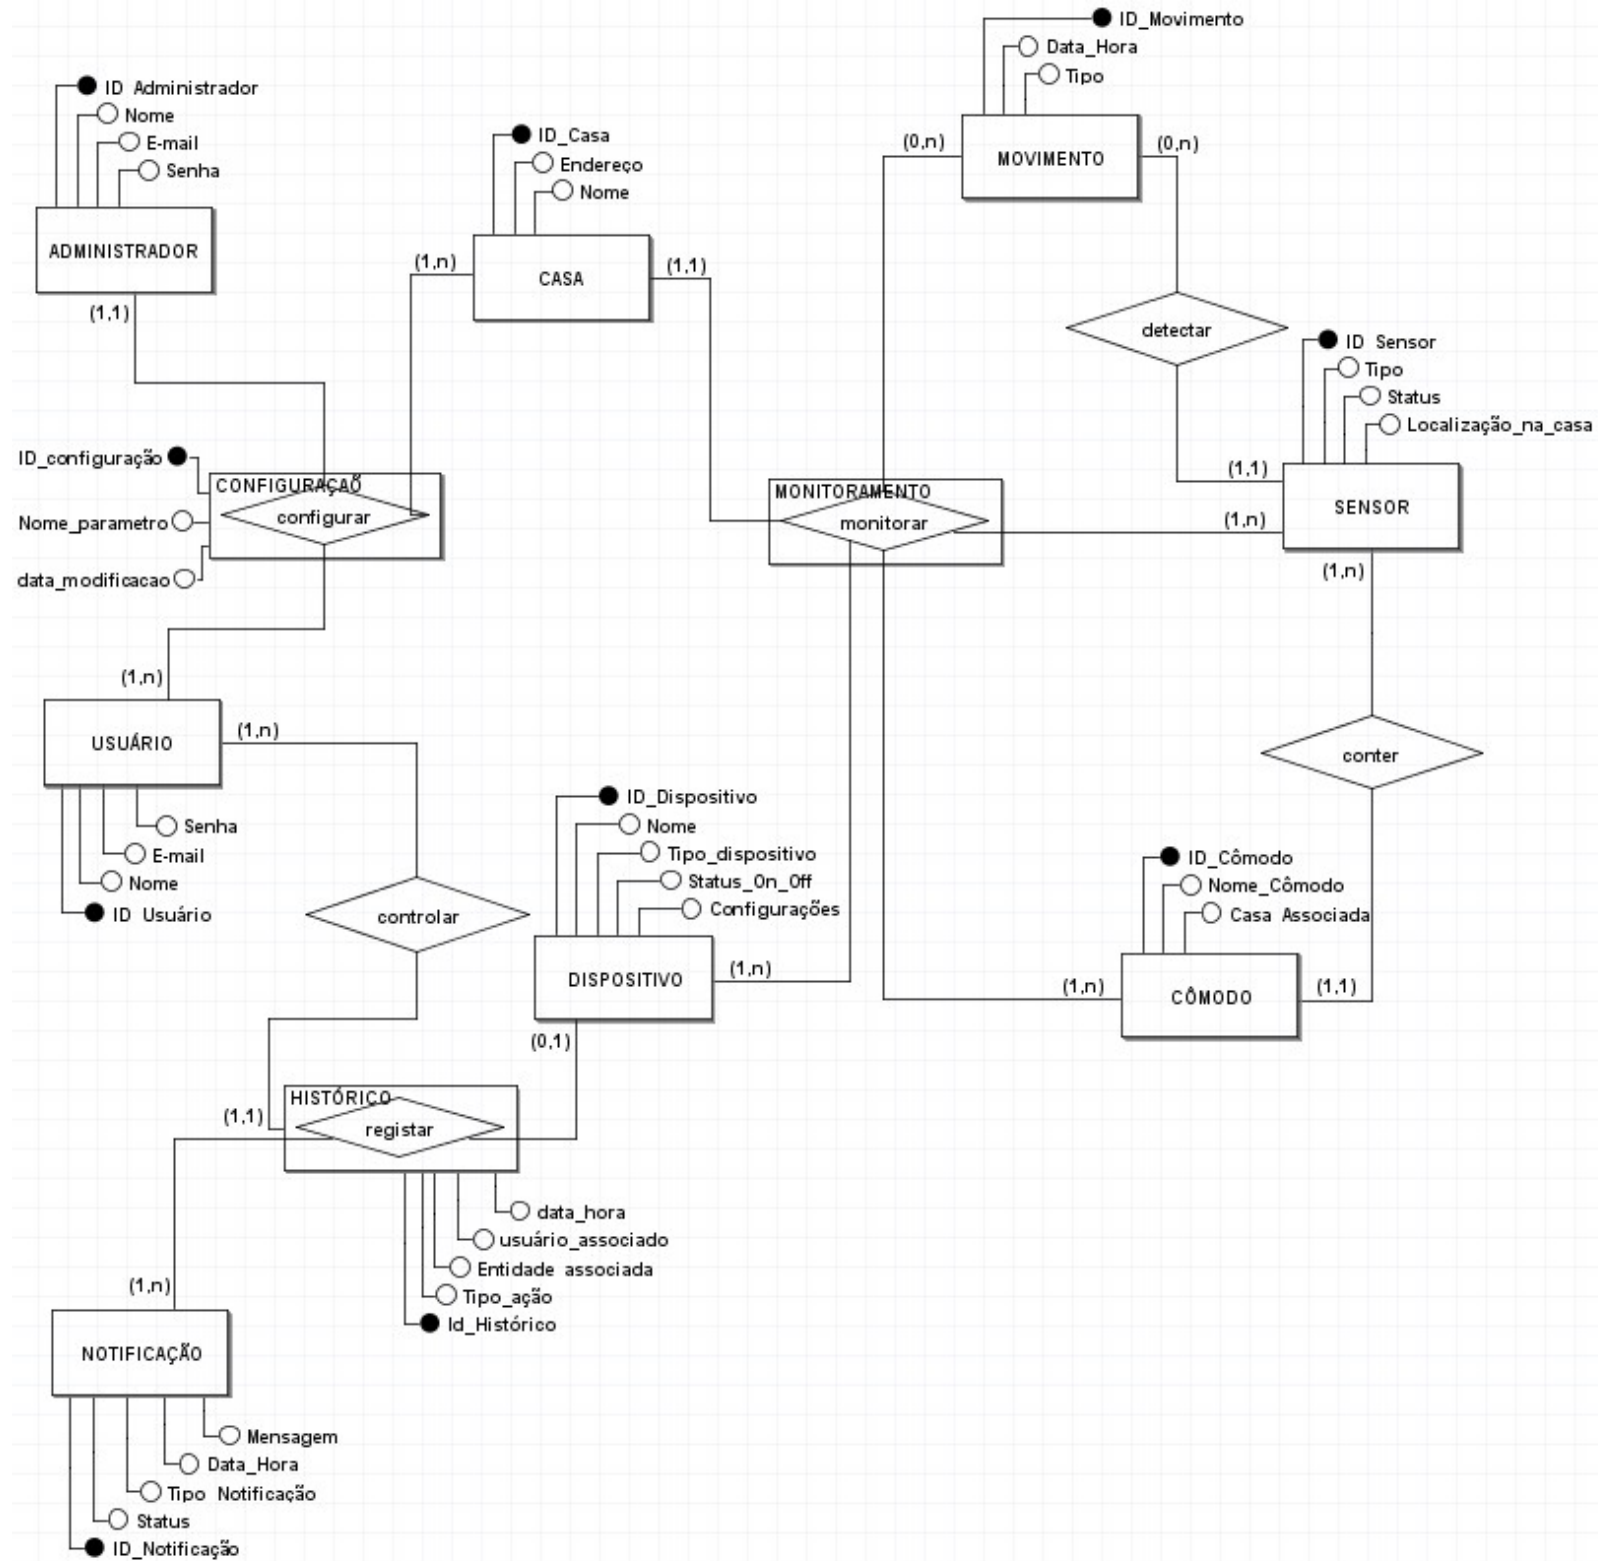 ID_Movimento
Data_Hora
Tipo
MOVIMENTO
(0,n)
(0,n)
ID Administrador
Nome
E-mail
Senha
ADMINISTRADOR
(1,1)
ID_Casa
Endereço
Nome
CASA
(1,n)
(1,1)
detectar
ID Sensor
Tipo
Status
Localização_na_casa
SENSOR
(1,1)
(1,n)
(1,n)
ID_configuração
Nome_parametro
data_modificacao
CONFIGURAÇAÕ
configurar
MONITORAMENTO
monitorar
(1,n)
USUÁRIO
(1,n)
Senha
E-mail
Nome
ID Usuário
conter
controlar
ID_Dispositivo
Nome
Tipo_dispositivo
Status_On_Off
Configurações
DISPOSITIVO
(1,n)
(0,1)
ID_Cômodo
Nome_Cômodo
Casa Associada
CÔMODO
(1,n)
(1,1)
HISTÓRICO
registar
(1,1)
data_hora
usuário_associado
Entidade associada
Tipo_ação
Id_Histórico
(1,n)
NOTIFICAÇÃO
Mensagem
Data_Hora
Tipo Notificação
Status
ID_Notificação